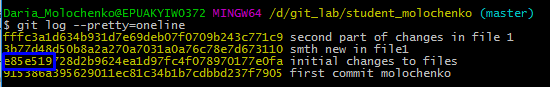 Daria_Molochenko@EPUAKYIW0372 MINGW64 /d/git_lab/student_molochenko (master)
$ git log --pretty=oneline
fffc3a1d634b931d7e69deb07f0709b243c771c9 second part of changes in file 1
3b77d48d50b8a2a270a7031a0a76c78e7d673110 smth new in file1
e85e519728d2b9624ea1d97fc4f078970177e0fa initial changes to files
915386a395629011ec81c34b1b7cdbbd237f7905 first commit molochenko